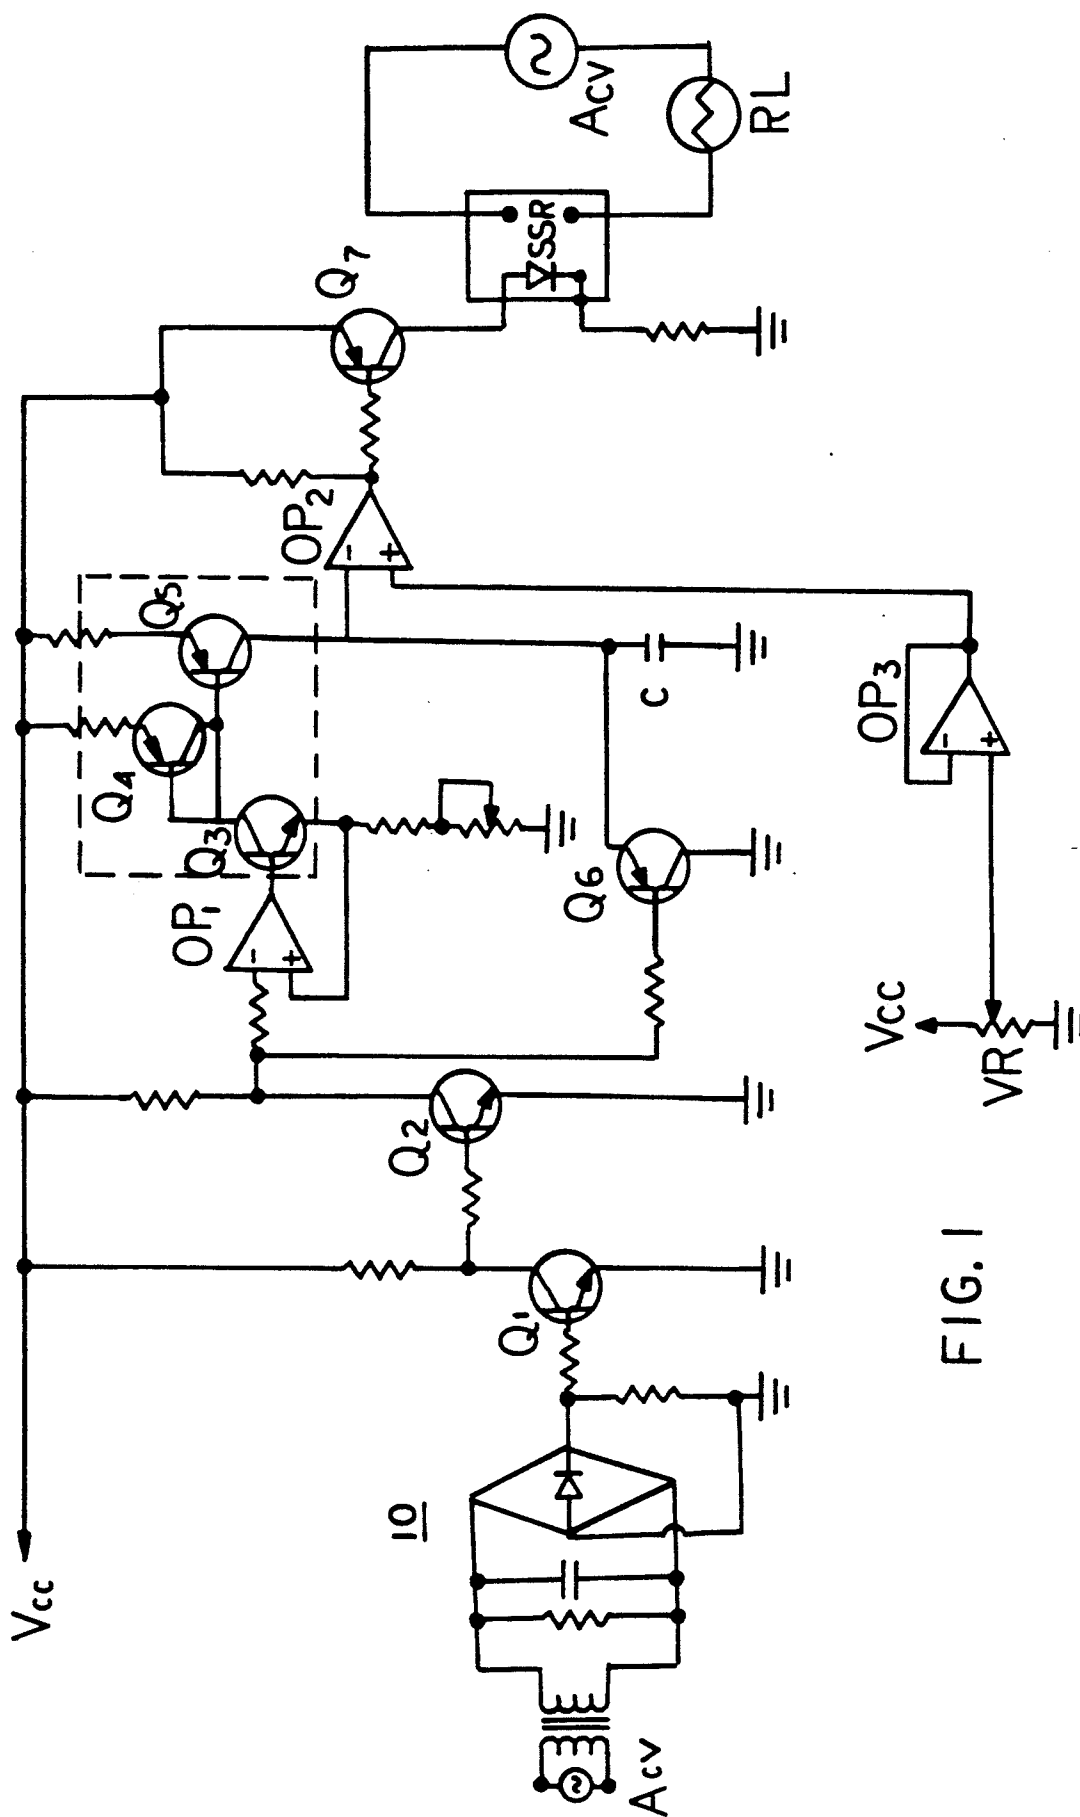 Vcc
Acv
10
Q1
Q2
OP1
-
+
Q3
Q4
Q5
Q6
C
OP2
-
+
Q7
SSR
Acv
RL
Vcc
VR
OP3
-
+
FIG. 1